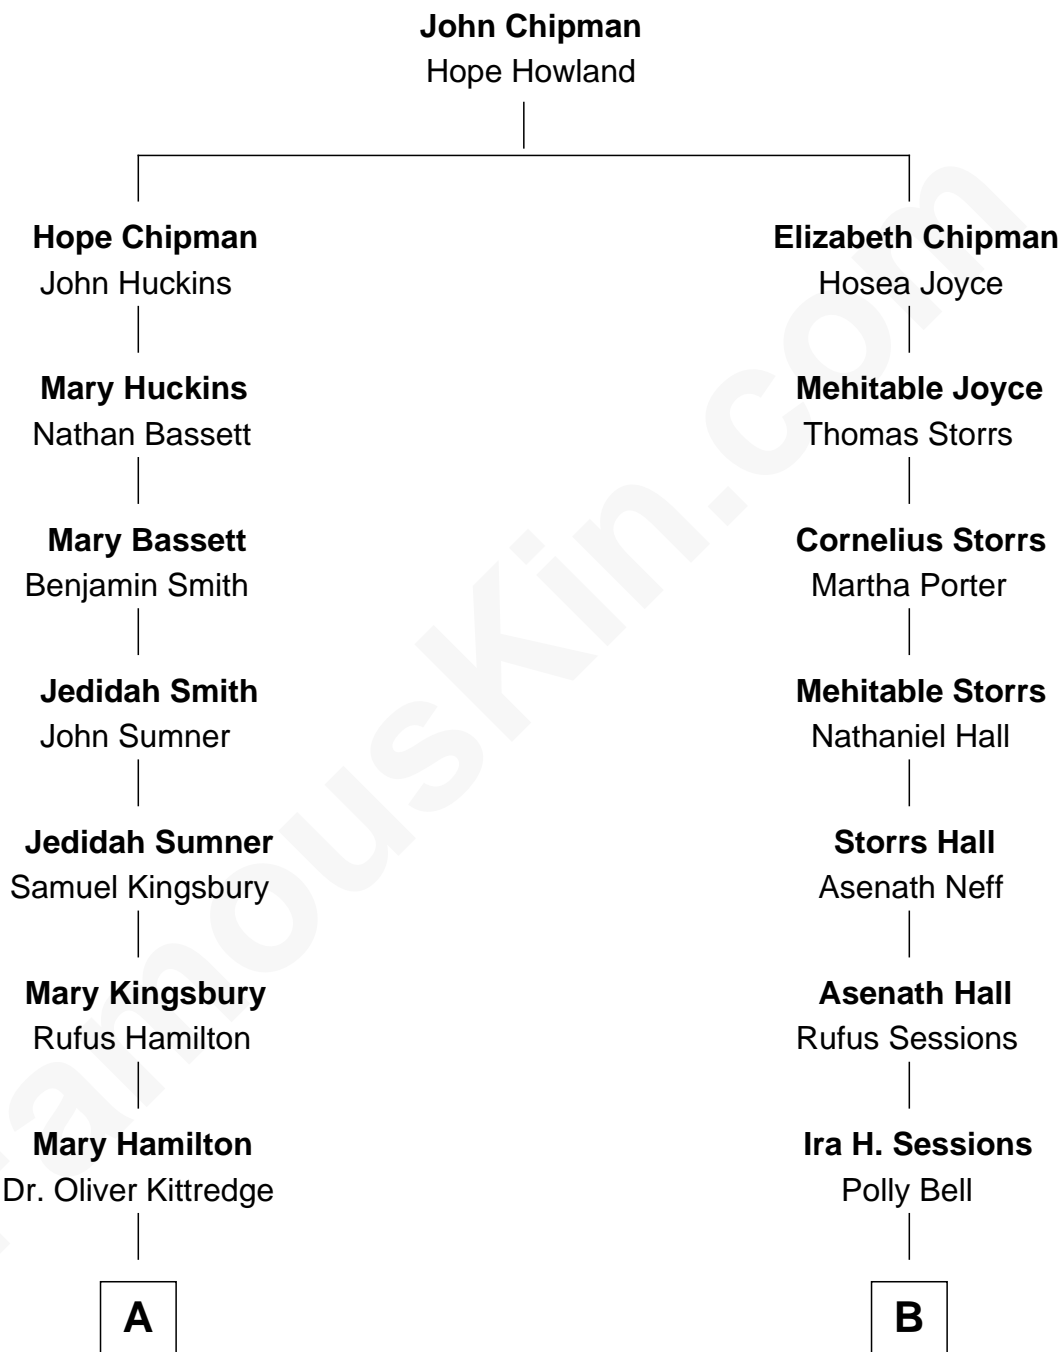 John Chipman
Hope Howland
Hope Chipman
John Huckins
Elizabeth Chipman
Hosea Joyce
Mary Huckins
Nathan Bassett
Mehitable Joyce
Thomas Storrs
Mary Bassett
Benjamin Smith
Cornelius Storrs
Martha Porter
Jedidah Smith
John Sumner
Mehitable Storrs
Nathaniel Hall
Jedidah Sumner
Samuel Kingsbury
Storrs Hall
Asenath Neff
Mary Kingsbury
Rufus Hamilton
Asenath Hall
Rufus Sessions
Mary Hamilton
Dr. Oliver Kittredge
Ira H. Sessions
Polly Bell
A
B
FamousKin.com